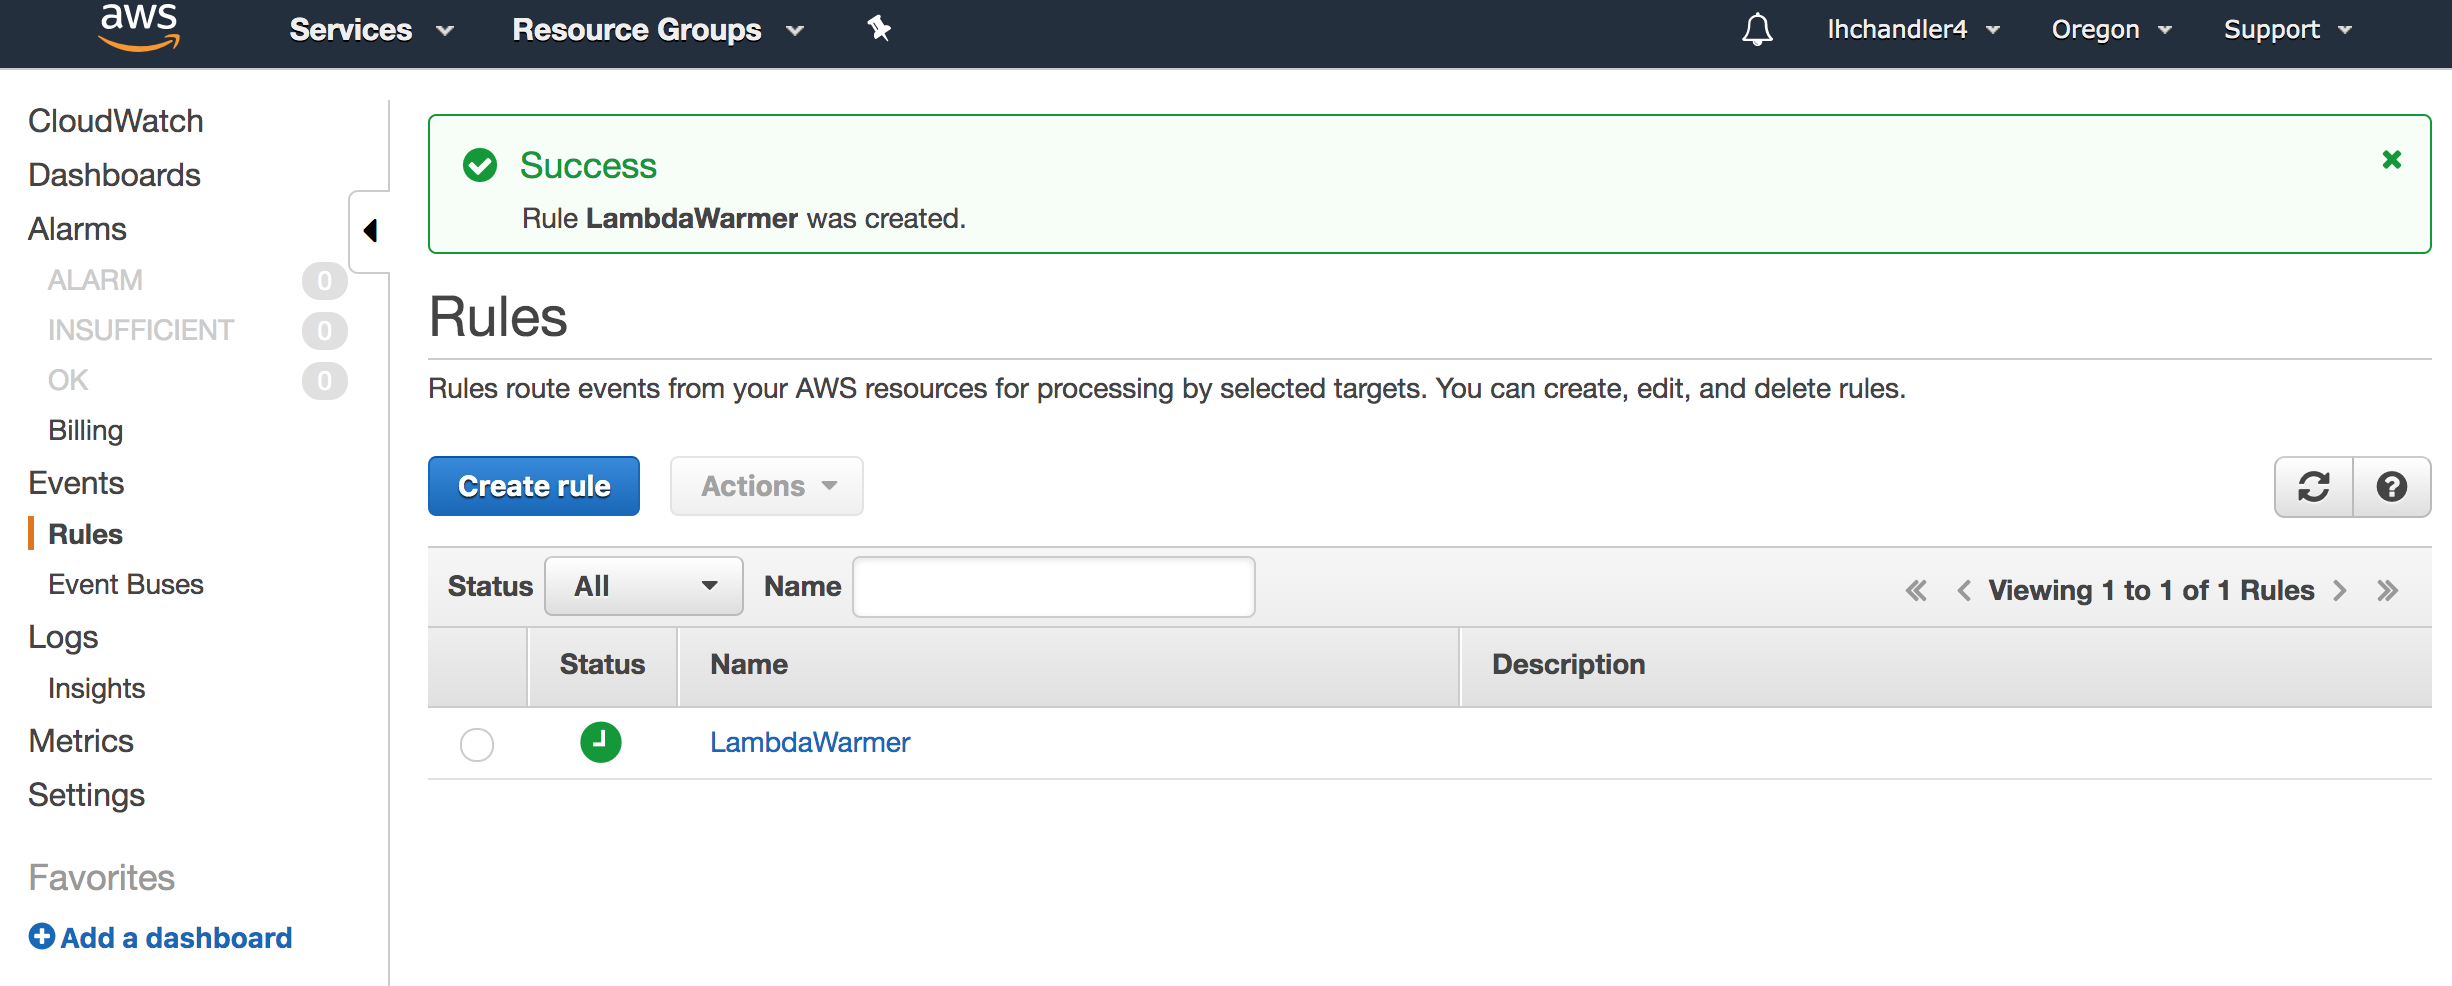 aws
Services
Resource Groups
lhchandler4
Oregon
Support
CloudWatch
Dashboards
Alarms
ALARM 0
INSUFFICIENT 0
OK 0
Billing
Events
Rules
Event Buses
Logs
Insights
Metrics
Settings
Favorites
Add a dashboard
Success
Rule LambdaWarmer was created.
Rules
Rules route events from your AWS resources for processing by selected targets. You can create, edit, and delete rules.
Create rule
Actions
Status All Name
Viewing 1 to 1 of 1 Rules
Status Name Description
LambdaWarmer